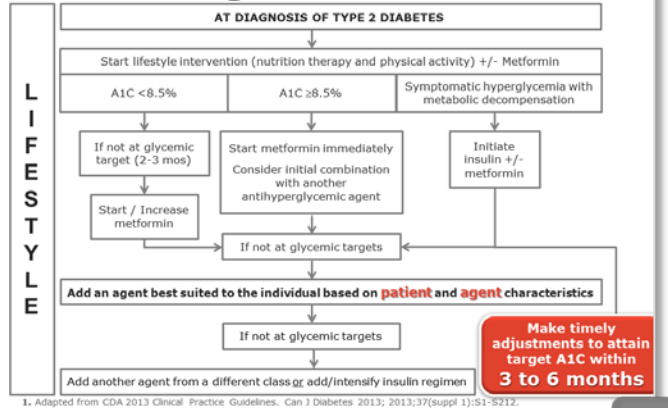 AT DIAGNOSIS OF TYPE 2 DIABETES
Start lifestyle intervention (nutrition therapy and physical activity) +/- Metformin
L
I
F
E
S
T
Y
L
E
A1C <8.5%
A1C ≥8.5%
Symptomatic hyperglycemia with
metabolic decompensation
If not at glycemic
target (2-3 mos)
Start / Increase
metformin
Start metformin immediately
Consider initial combination
with another
antihyperglycemic agent
Initiate
insulin +/-
metformin
If not at glycemic targets
Add an agent best suited to the individual based on patient and agent characteristics
If not at glycemic targets
Add another agent from a different class or add/intensify insulin regimen
Make timely
adjustments to attain
target A1C within
3 to 6 months
1. Adapted from CDA 2013 Clinical Practice Guidelines. Can J Diabetes 2013; 2013;37(suppl 1):S1-S212.